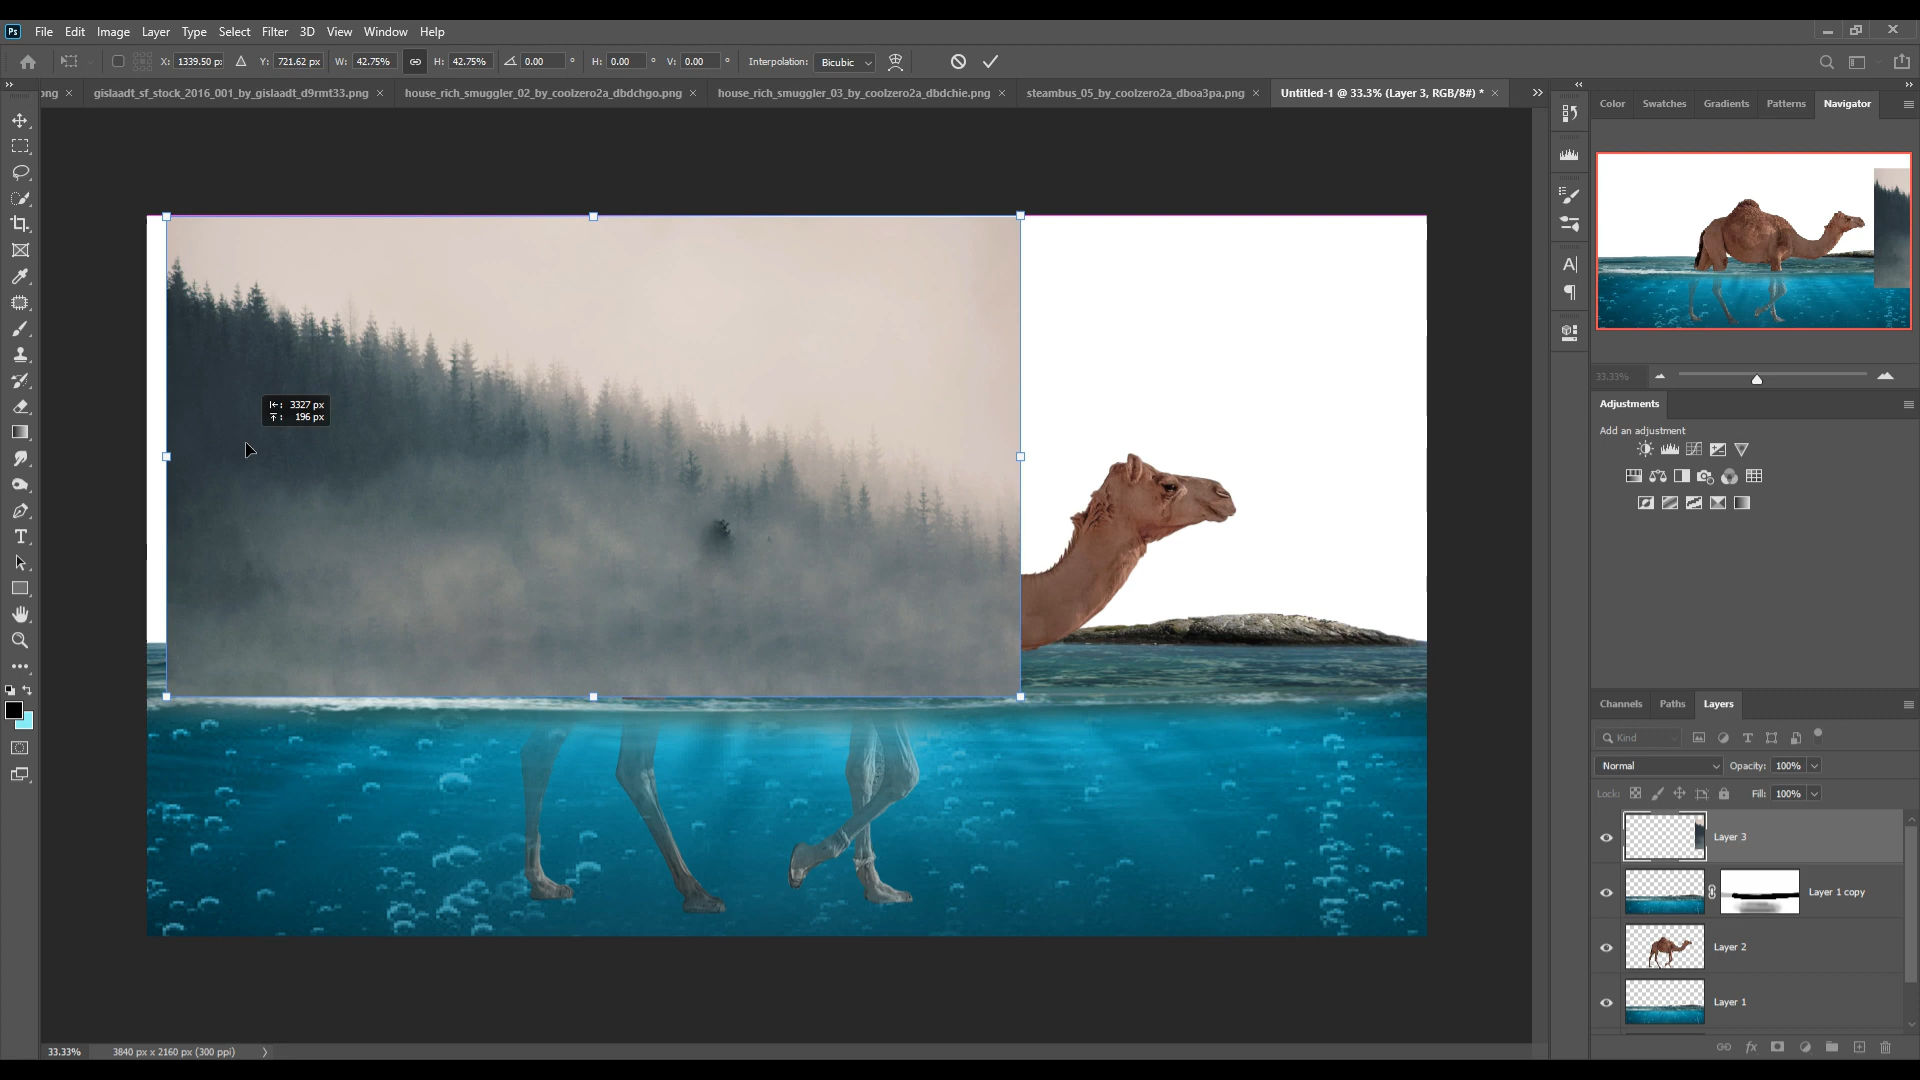 Ps File Edit Image Layer Type Select Filter 3D View Window Help
X: 1339.50 p Y: 721.62 px W: 42.75% H: 42.75% 0.00 ° H: 0.00 ° V: 0.00 ° Interpolation: Bicubic
png × gislaadt_sf_stock_2016_001_by_gislaadt_d9rmt33.png × house_rich_smuggler_02_by_coolzero2a_dbdchgo.png × house_rich_smuggler_03_by_coolzero2a_dbdchie.png × steambus_05_by_coolzero2a_dboa3pa.png × Untitled-1 @ 33.3% (Layer 3, RGB/8#) * ×
Color Swatches Gradients Patterns Navigator
33.33%
Adjustments
Add an adjustment
3327 px
196 px
Channels Paths Layers
Kind
Normal Opacity: 100%
Lock: Fill: 100%
Layer 3
Layer 1 copy
Layer 2
Layer 1
33.33% 3840 px x 2160 px (300 ppi)